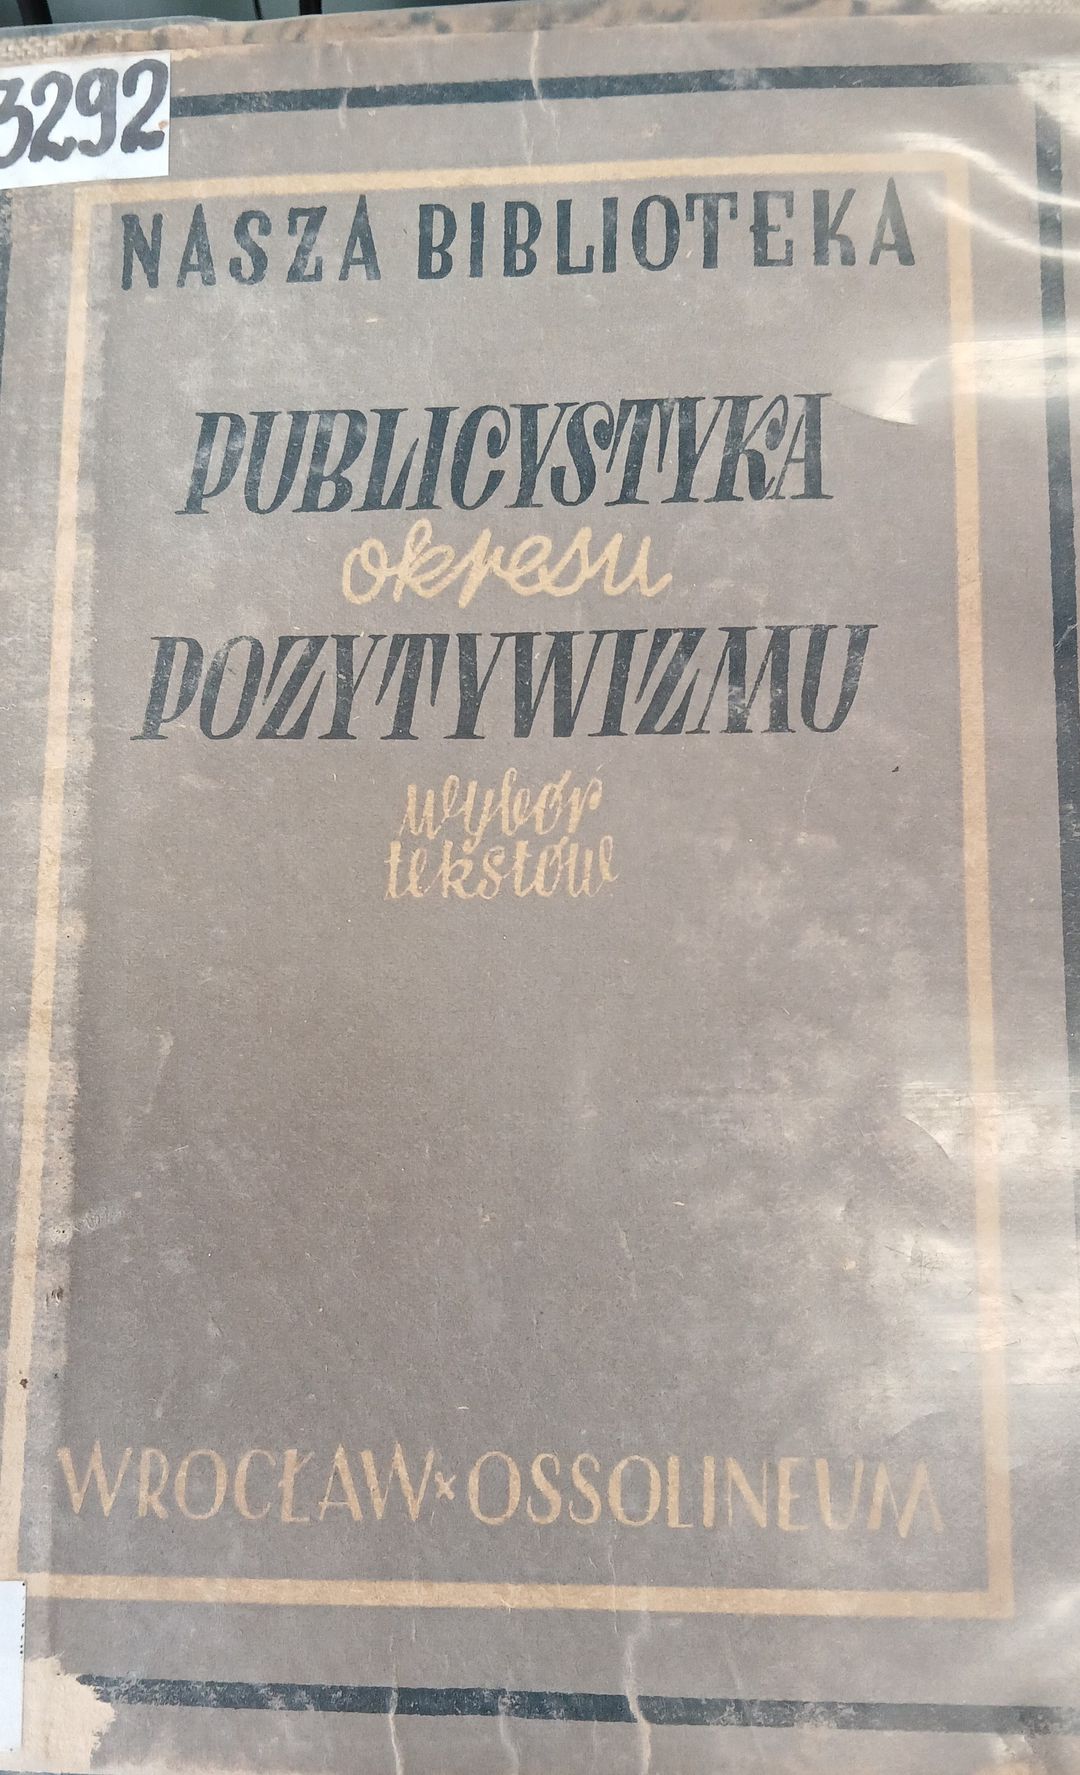 3292
NASZA BIBLIOTEKA
PUBLICYSTYKA
okresu
POZYTYWIZMU
wybór
tekstów
WROCŁAW × OSSOLINEUM